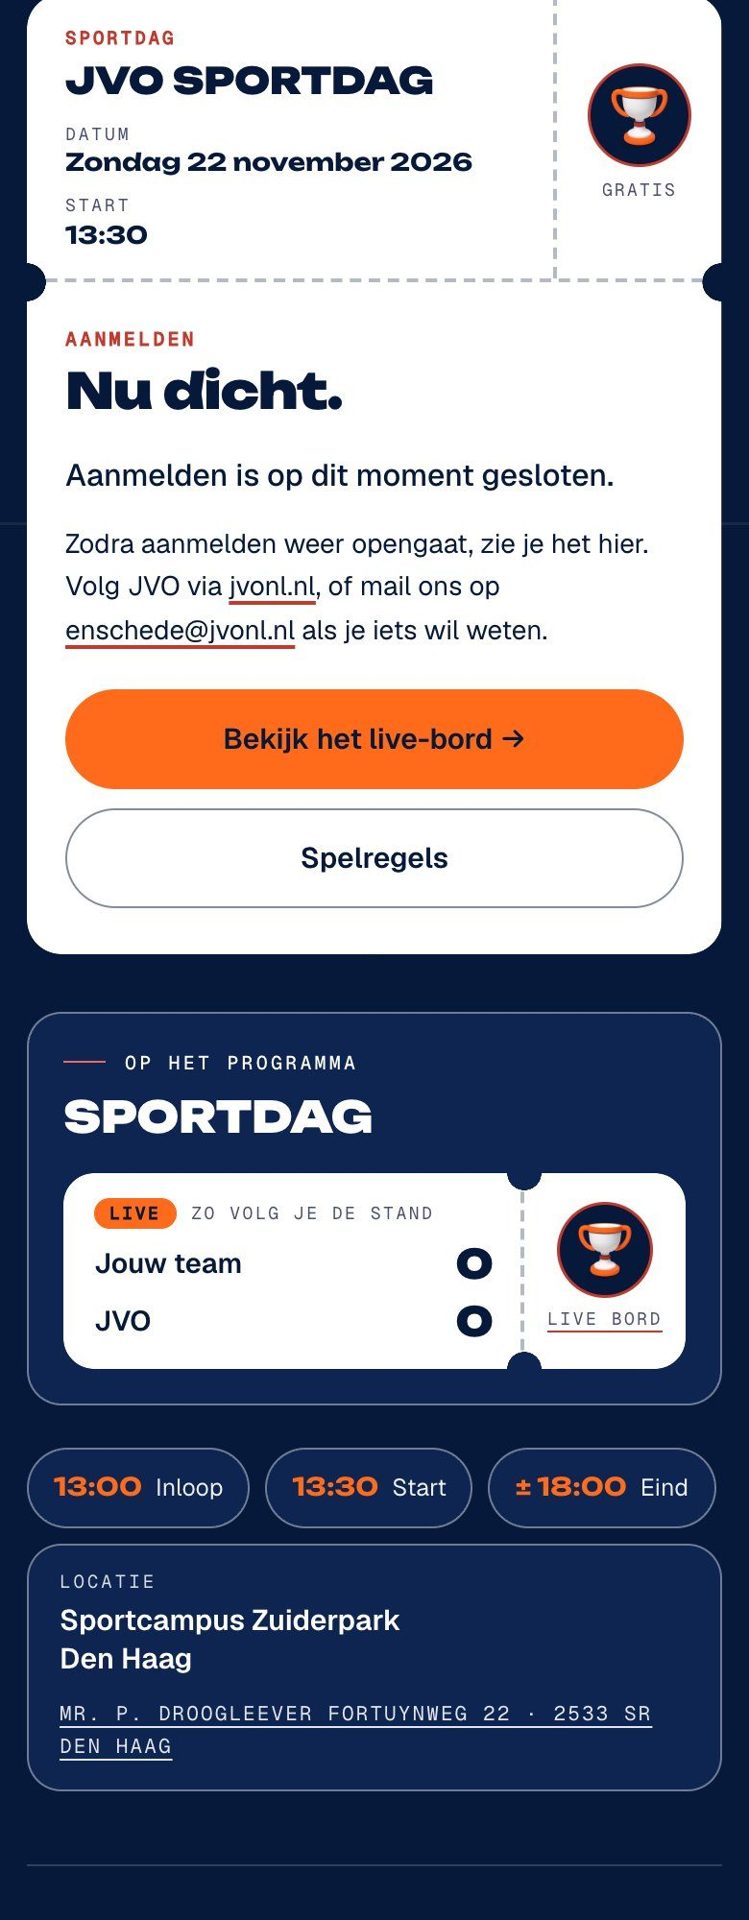 SPORTDAG
JVO SPORTDAG
DATUM
Zondag 22 november 2026
START
13:30
GRATIS
AANMELDEN
Nu dicht.
Aanmelden is op dit moment gesloten.
Zodra aanmelden weer opengaat, zie je het hier.
Volg JVO via jvonl.nl, of mail ons op
enschede@jvonl.nl als je iets wil weten.
Bekijk het live-bord →
Spelregels
OP HET PROGRAMMA
SPORTDAG
LIVE ZO VOLG JE DE STAND
Jouw team 0
JVO 0
LIVE BORD
13:00 Inloop
13:30 Start
± 18:00 Eind
LOCATIE
Sportcampus Zuiderpark
Den Haag
MR. P. DROOGLEEVER FORTUYNWEG 22 · 2533 SR
DEN HAAG